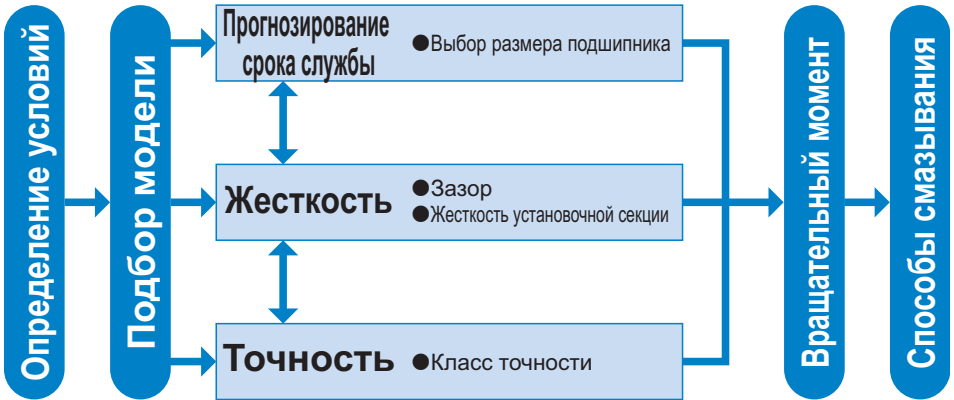 Определение условий
Подбор модели
Прогнозирование
срока службы
●Выбор размера подшипника
Жесткость
●Зазор
●Жесткость установочной секции
Точность
●Класс точности
Вращательный момент
Способы смазывания